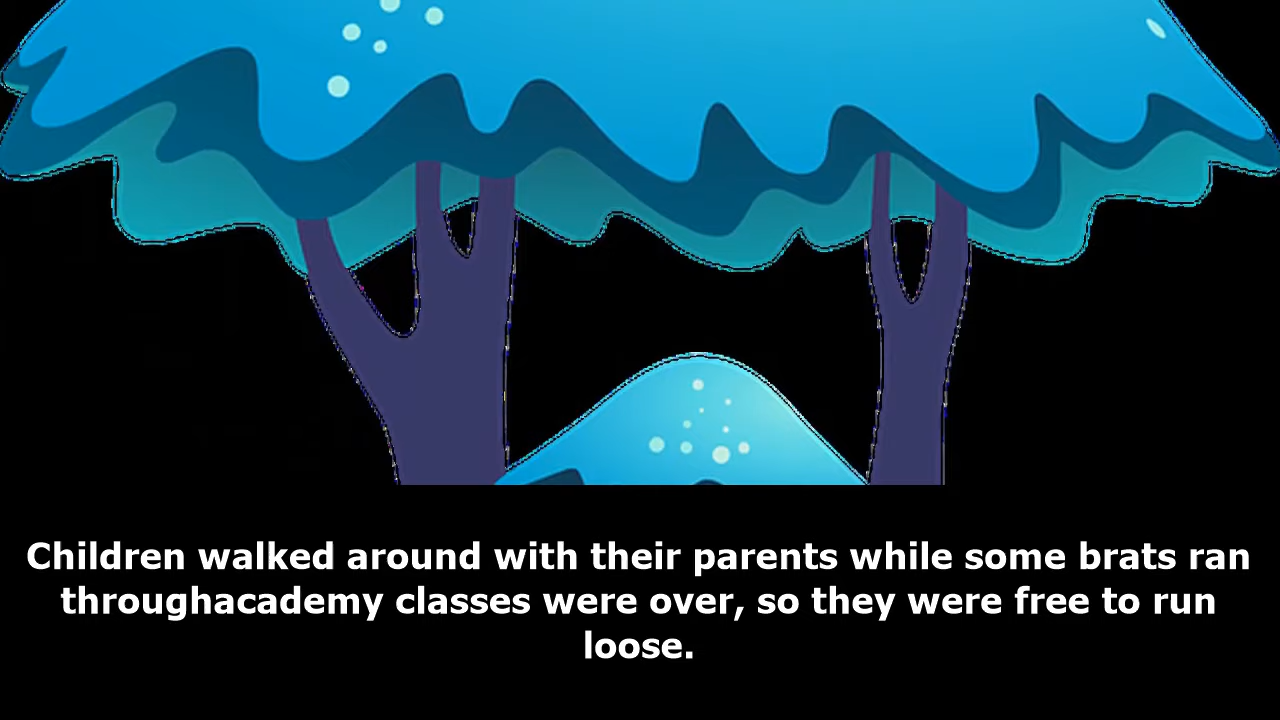 Children walked around with their parents while some brats ran
throughacademy classes were over, so they were free to run
loose.